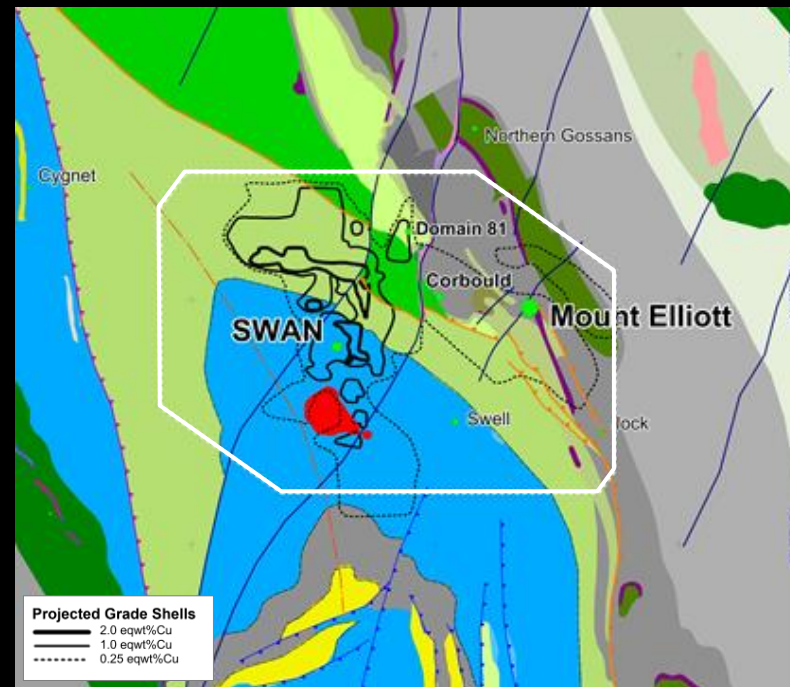 Northern Gossans
Cygnet
Domain 81
Corbould
SWAN
Mount Elliott
Swell
Projected Grade Shells
2.0 eqwt%Cu
1.0 eqwt%Cu
0.25 eqwt%Cu